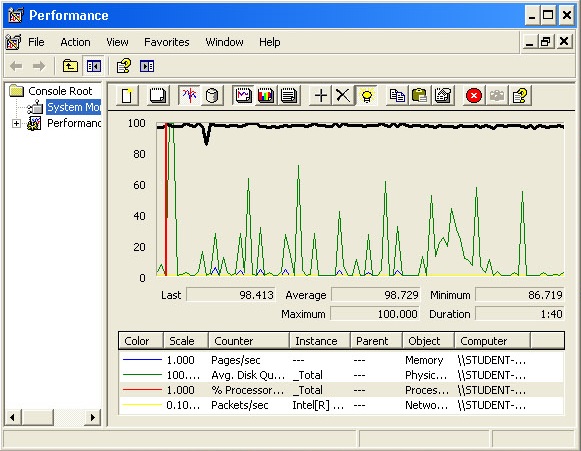 Performance
File Action View Favorites Window Help
Console Root
System Mo
Performanc
100
80
60
40
20
0
Last 98.413 Average 98.729 Minimum 86.719
Maximum 100.000 Duration 1:40
Color Scale Counter Instance Parent Object Computer
1.000 Pages/sec --- --- Memory \\STUDENT-...
100.... Avg. Disk Qu... _Total --- Physic... \\STUDENT-...
1.000 % Processor... _Total --- Proces... \\STUDENT-...
0.10... Packets/sec Intel[R] ... --- Netwo... \\STUDENT-...